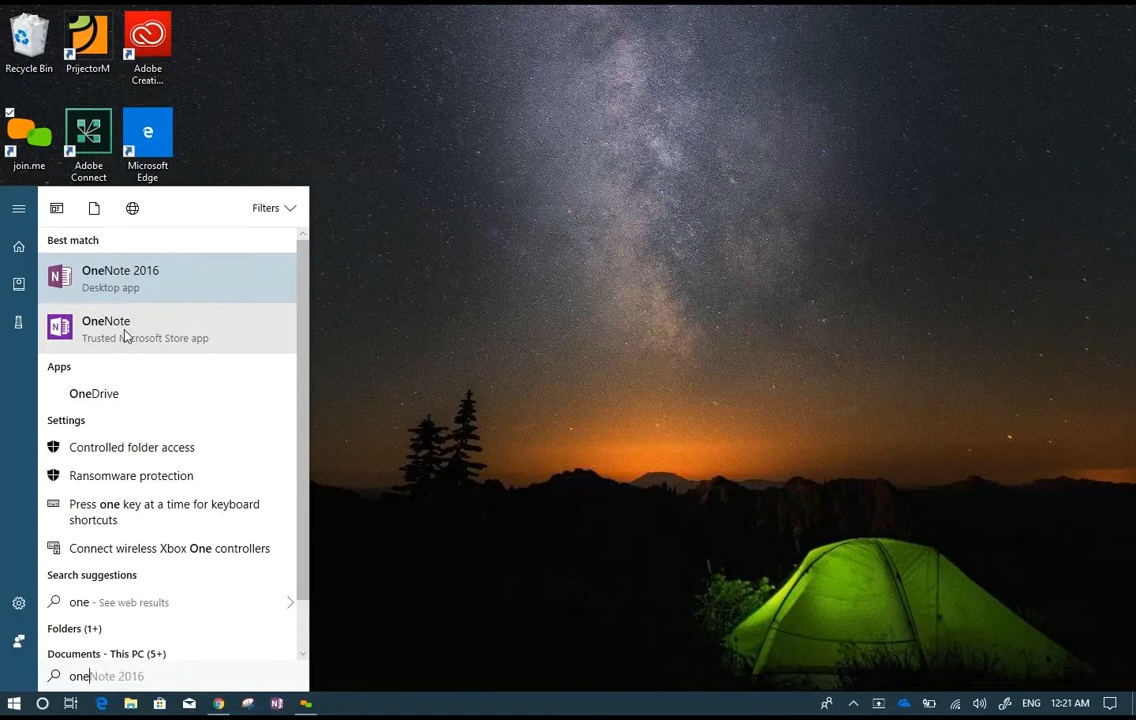 Recycle Bin
PrijectorM
Adobe
Creati...
join.me
Adobe
Connect
Microsoft
Edge
Filters
Best match
OneNote 2016
Desktop app
OneNote
Trusted Microsoft Store app
Apps
OneDrive
Settings
Controlled folder access
Ransomware protection
Press one key at a time for keyboard
shortcuts
Connect wireless Xbox One controllers
Search suggestions
one - See web results
Folders (1+)
Documents - This PC (5+)
oneNote 2016
ENG
12:21 AM